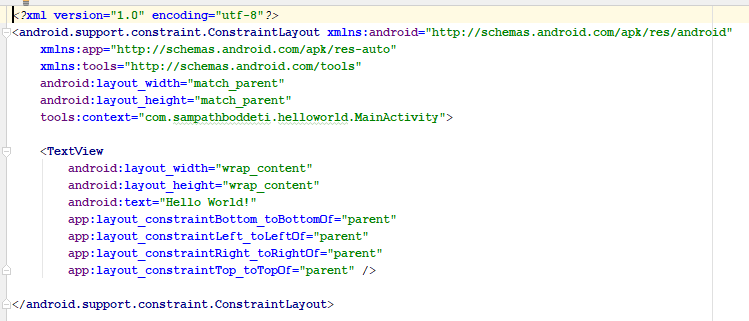 <?xml version="1.0" encoding="utf-8"?>
<android.support.constraint.ConstraintLayout xmlns:android="http://schemas.android.com/apk/res/android"
    xmlns:app="http://schemas.android.com/apk/res-auto"
    xmlns:tools="http://schemas.android.com/tools"
    android:layout_width="match_parent"
    android:layout_height="match_parent"
    tools:context="com.sampathboddeti.helloworld.MainActivity">

    <TextView
        android:layout_width="wrap_content"
        android:layout_height="wrap_content"
        android:text="Hello World!"
        app:layout_constraintBottom_toBottomOf="parent"
        app:layout_constraintLeft_toLeftOf="parent"
        app:layout_constraintRight_toRightOf="parent"
        app:layout_constraintTop_toTopOf="parent" />

</android.support.constraint.ConstraintLayout>